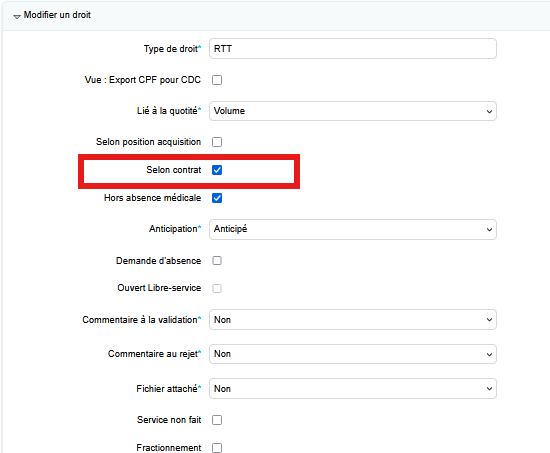 Modifier un droit
Type de droit* RTT
Vue : Export CPF pour CDC
Lié à la quotité* Volume
Selon position acquisition
Selon contrat
Hors absence médicale
Anticipation* Anticipé
Demande d'absence
Ouvert Libre-service
Commentaire à la validation* Non
Commentaire au rejet* Non
Fichier attaché* Non
Service non fait
Fractionnement